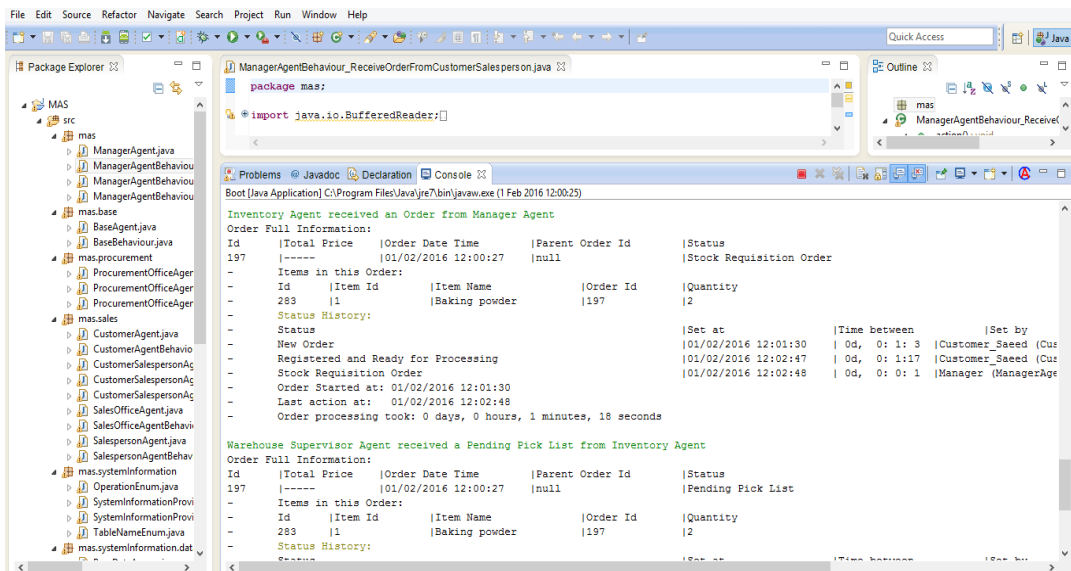 File Edit Source Refactor Navigate Search Project Run Window Help
Quick Access
Java
Package Explorer
MAS
src
mas
ManagerAgent.java
ManagerAgentBehaviou
ManagerAgentBehaviou
ManagerAgentBehaviou
mas.base
BaseAgent.java
BaseBehaviour.java
mas.procurement
ProcurementOfficeAger
ProcurementOfficeAger
ProcurementOfficeAger
mas.sales
CustomerAgent.java
CustomerAgentBehavio
CustomerSalespersonAg
CustomerSalespersonAg
CustomerSalespersonAg
SalesOfficeAgent.java
SalesOfficeAgentBehavi
SalespersonAgent.java
SalespersonAgentBehav
mas.systemInformation
OperationEnum.java
SystemInformationProvi
SystemInformationProvi
TableNameEnum.java
mas.systemInformation.dat
ManagerAgentBehaviour_ReceiveOrderFromCustomerSalesperson.java
package mas;
import java.io.BufferedReader;
Outline
mas
ManagerAgentBehaviour_Receive(
action() : void
Problems @ Javadoc Declaration Console
Boot [Java Application] C:\Program Files\Java\jre7\bin\javaw.exe (1 Feb 2016 12:00:25)
Inventory Agent received an Order from Manager Agent
Order Full Information:
Id |Total Price |Order Date Time |Parent Order Id |Status
197 |----- |01/02/2016 12:00:27 |null |Stock Requisition Order
- Items in this Order:
- Id |Item Id |Item Name |Order Id |Quantity
- 283 |1 |Baking powder |197 |2
- Status History:
- Status |Set at |Time between |Set by
- New Order |01/02/2016 12:01:30 | 0d, 0: 1: 3 |Customer_Saeed (Cus
- Registered and Ready for Processing |01/02/2016 12:02:47 | 0d, 0: 1:17 |Customer_Saeed (Cus
- Stock Requisition Order |01/02/2016 12:02:48 | 0d, 0: 0: 1 |Manager (ManagerAge
- Order Started at: 01/02/2016 12:01:30
- Last action at: 01/02/2016 12:02:48
- Order processing took: 0 days, 0 hours, 1 minutes, 18 seconds
Warehouse Supervisor Agent received a Pending Pick List from Inventory Agent
Order Full Information:
Id |Total Price |Order Date Time |Parent Order Id |Status
197 |----- |01/02/2016 12:00:27 |null |Pending Pick List
- Items in this Order:
- Id |Item Id |Item Name |Order Id |Quantity
- 283 |1 |Baking powder |197 |2
- Status History:
- Status |Set at |Time between |Set by